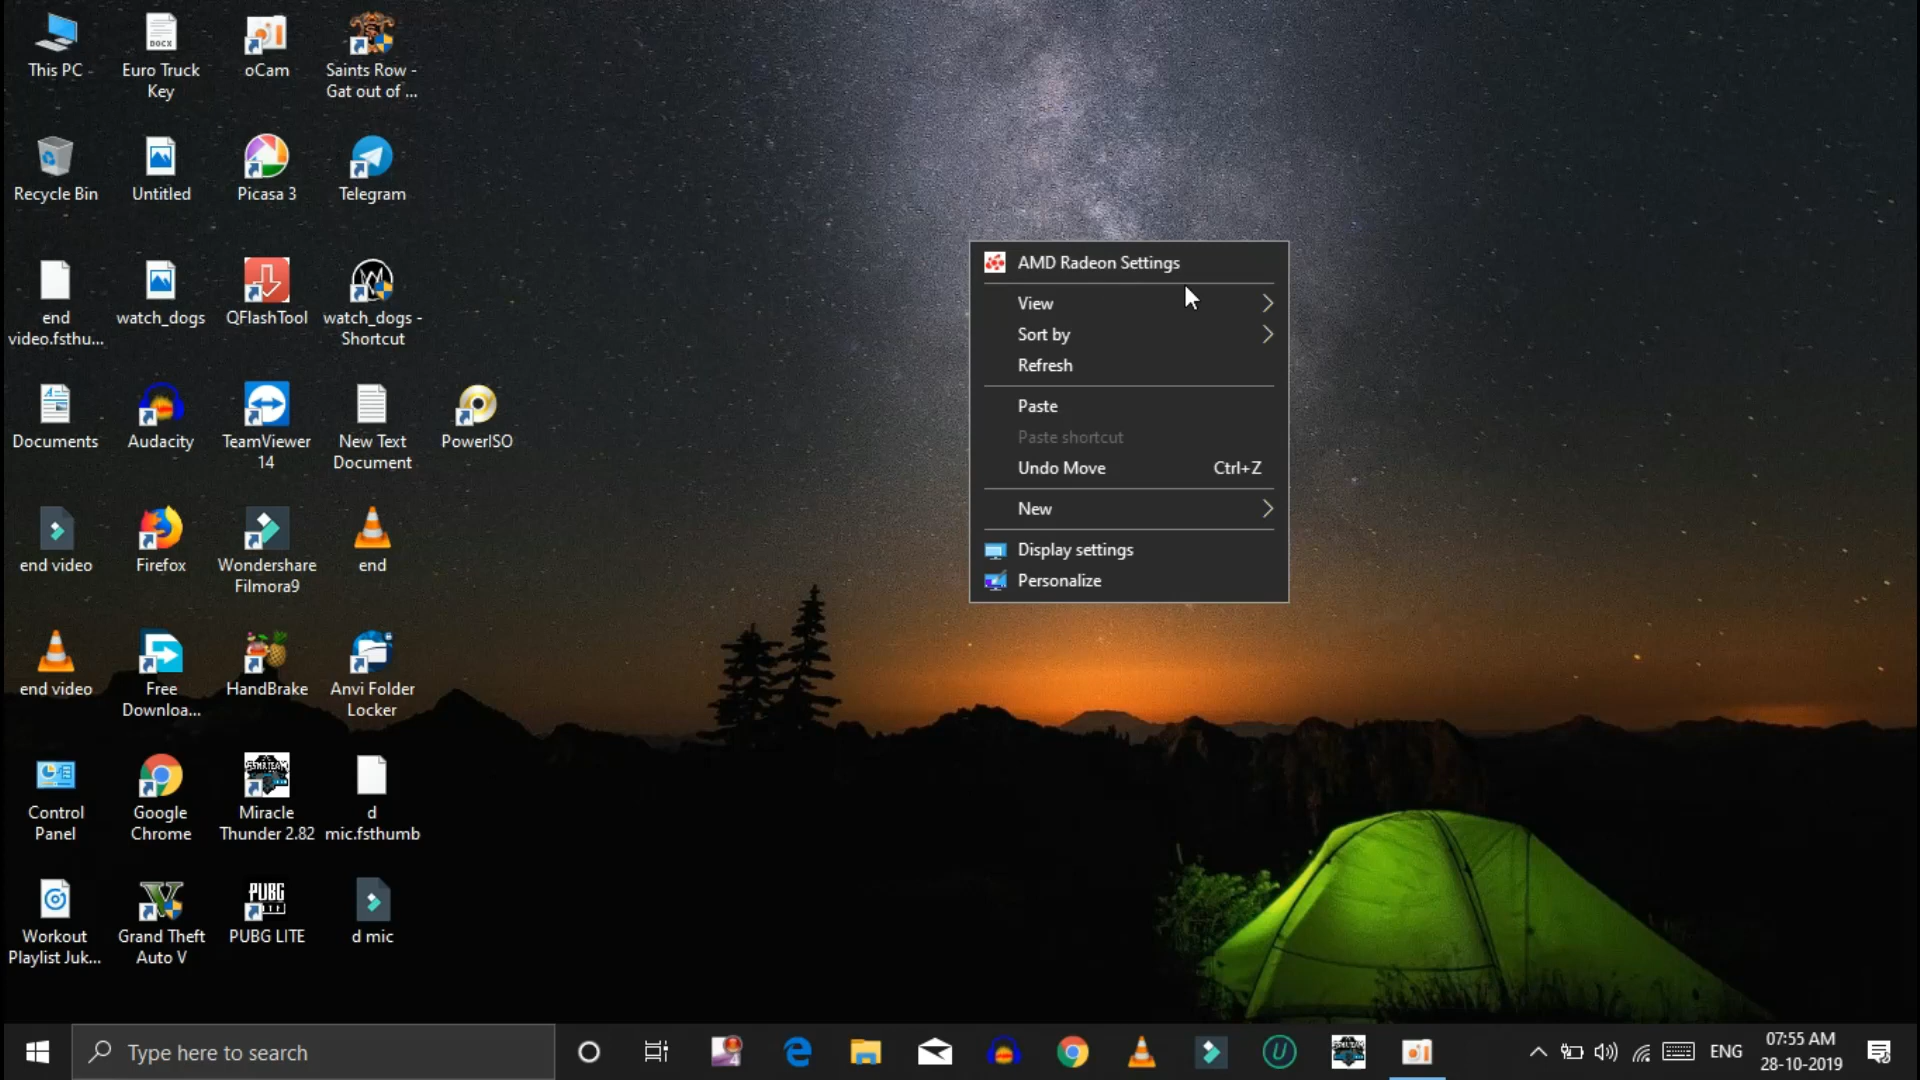 This PC
Euro Truck
Key
oCam
Saints Row -
Gat out of ...
Recycle Bin
Untitled
Picasa 3
Telegram
end
video.fsthu...
watch_dogs
QFlashTool
watch_dogs -
Shortcut
Documents
Audacity
TeamViewer
14
New Text
Document
PowerISO
end video
Firefox
Wondershare
Filmora9
end
end video
Free
Downloa...
HandBrake
Anvi Folder
Locker
Control
Panel
Google
Chrome
Miracle
Thunder 2.82
d
mic.fsthumb
Workout
Playlist Juk...
Grand Theft
Auto V
PUBG
PUBG LITE
d mic
AMD Radeon Settings
View
Sort by
Refresh
Paste
Paste shortcut
Undo Move Ctrl+Z
New
Display settings
Personalize
Type here to search
ENG
07:55 AM
28-10-2019